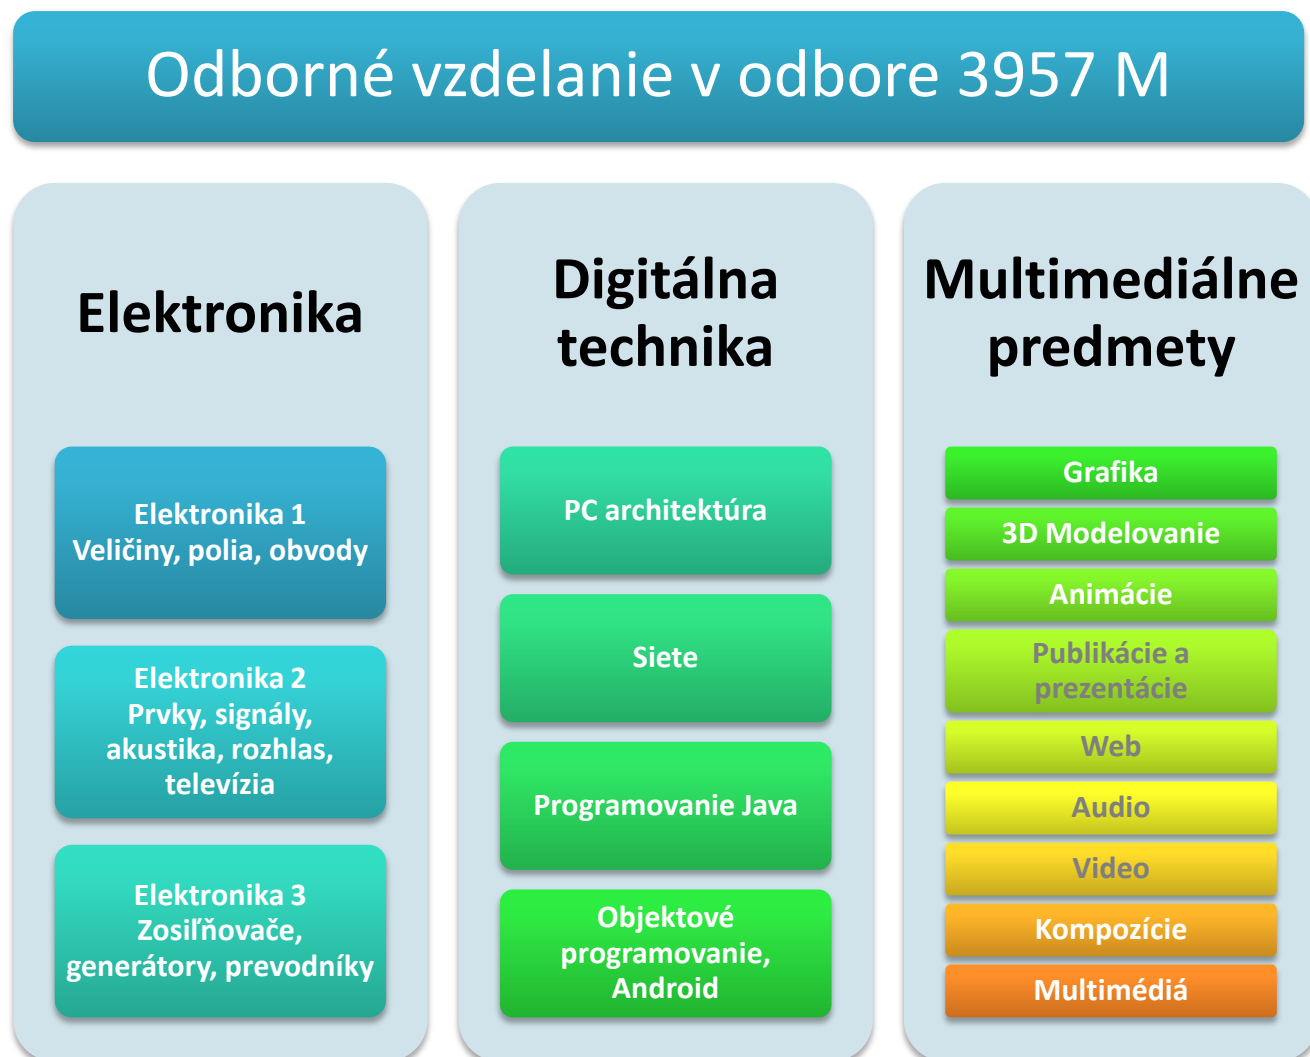 Odborné vzdelanie v odbore 3957 M
Elektronika
Elektronika 1
Veličiny, polia, obvody
Elektronika 2
Prvky, signály,
akustika, rozhlas,
televízia
Elektronika 3
Zosiľňovače,
generátory, prevodníky
Digitálna
technika
PC architektúra
Siete
Programovanie Java
Objektové
programovanie,
Android
Multimediálne
predmety
Grafika
3D Modelovanie
Animácie
Publikácie a
prezentácie
Web
Audio
Video
Kompozície
Multimédiá